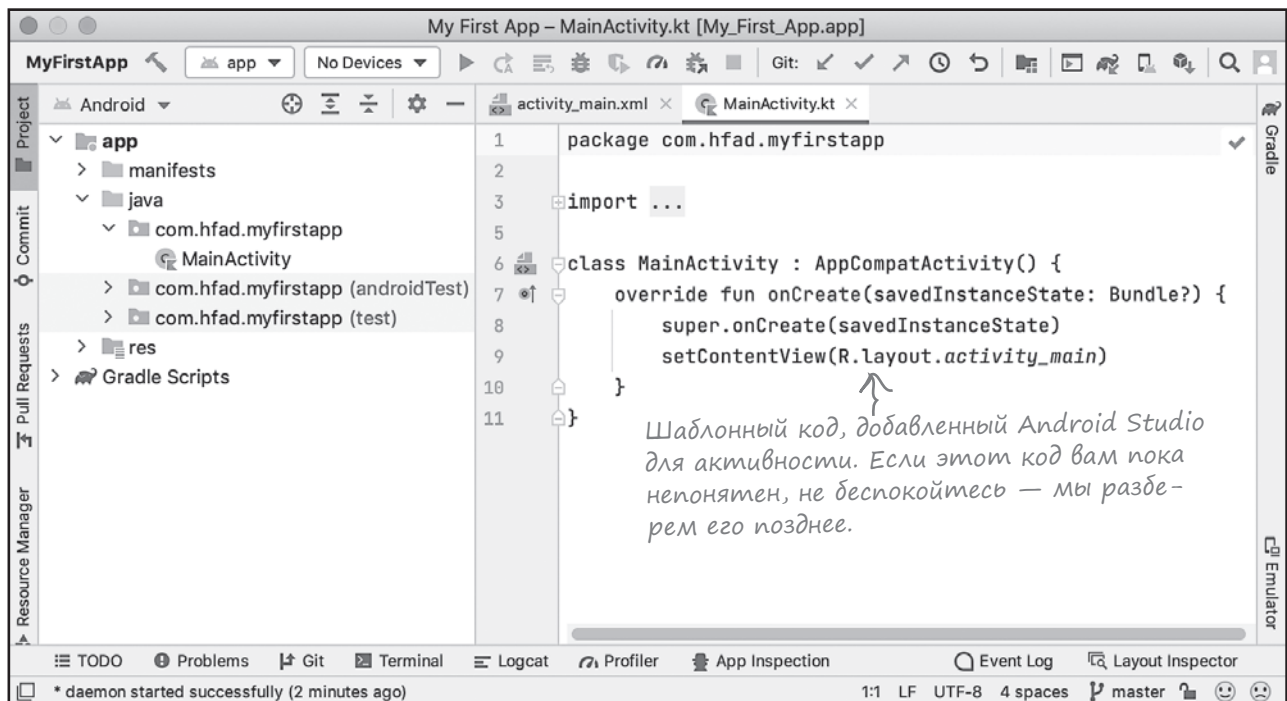 My First App – MainActivity.kt [My_First_App.app]
MyFirstApp
app
No Devices
Git:
Project
Commit
Pull Requests
Resource Manager
Android
app
manifests
java
com.hfad.myfirstapp
MainActivity
com.hfad.myfirstapp (androidTest)
com.hfad.myfirstapp (test)
res
Gradle Scripts
activity_main.xml
MainActivity.kt
1 package com.hfad.myfirstapp
2
3 import ...
5
6 class MainActivity : AppCompatActivity() {
7 override fun onCreate(savedInstanceState: Bundle?) {
8 super.onCreate(savedInstanceState)
9 setContentView(R.layout.activity_main)
10 }
11 }
Шаблонный код, добавленный Android Studio
для активности. Если этот код вам пока
непонятен, не беспокойтесь — мы разбе-
рем его позднее.
Gradle
Emulator
TODO
Problems
Git
Terminal
Logcat
Profiler
App Inspection
Event Log
Layout Inspector
* daemon started successfully (2 minutes ago)
1:1 LF UTF-8 4 spaces master